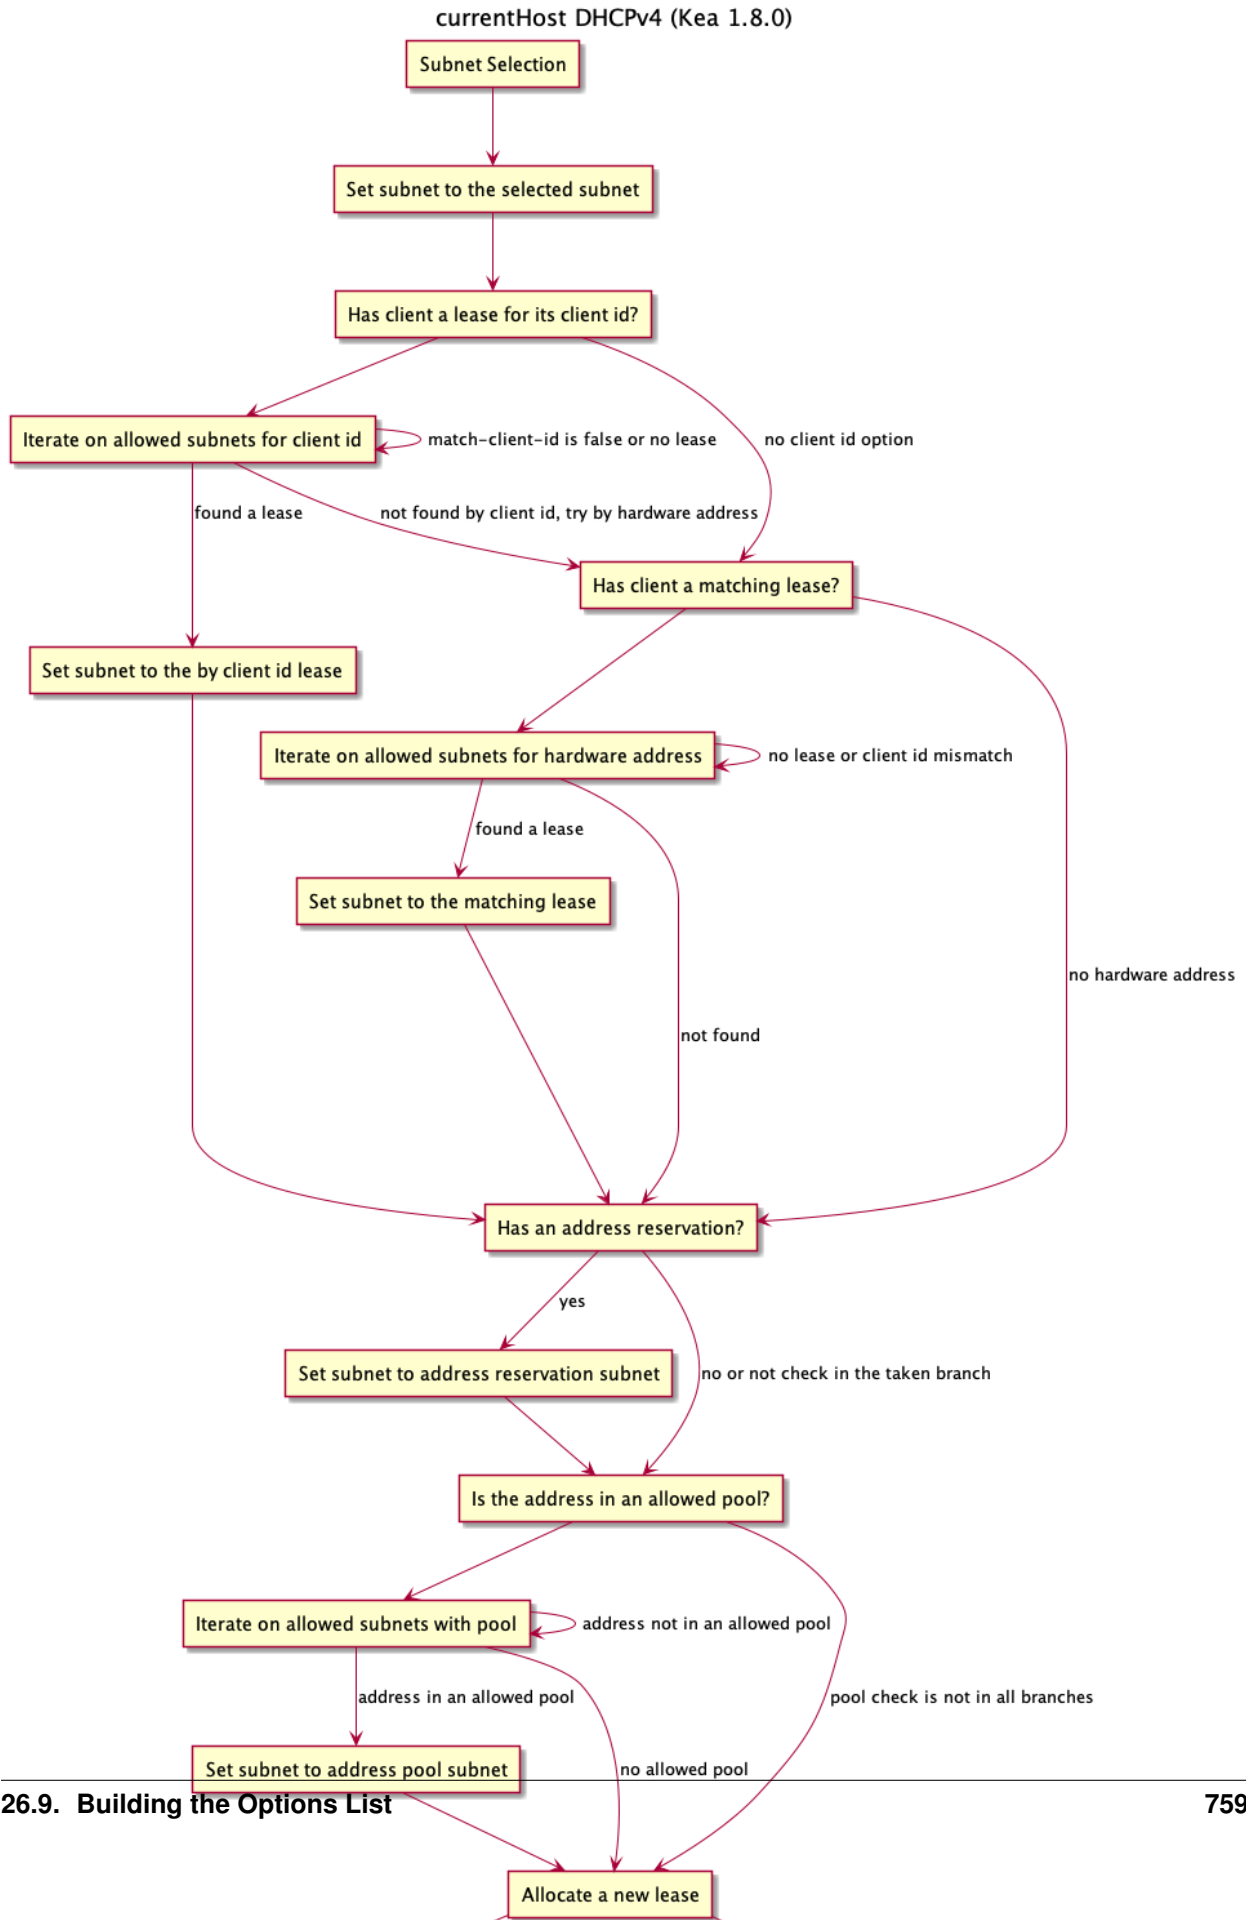 currentHost DHCPv4 (Kea 1.8.0)
Subnet Selection
Set subnet to the selected subnet
Has client a lease for its client id?
Iterate on allowed subnets for client id
match-client-id is false or no lease
no client id option
found a lease
not found by client id, try by hardware address
Has client a matching lease?
Set subnet to the by client id lease
Iterate on allowed subnets for hardware address
no lease or client id mismatch
found a lease
Set subnet to the matching lease
no hardware address
not found
Has an address reservation?
yes
Set subnet to address reservation subnet
no or not check in the taken branch
Is the address in an allowed pool?
Iterate on allowed subnets with pool
address not in an allowed pool
address in an allowed pool
pool check is not in all branches
Set subnet to address pool subnet
no allowed pool
26.9. Building the Options List
759
Allocate a new lease